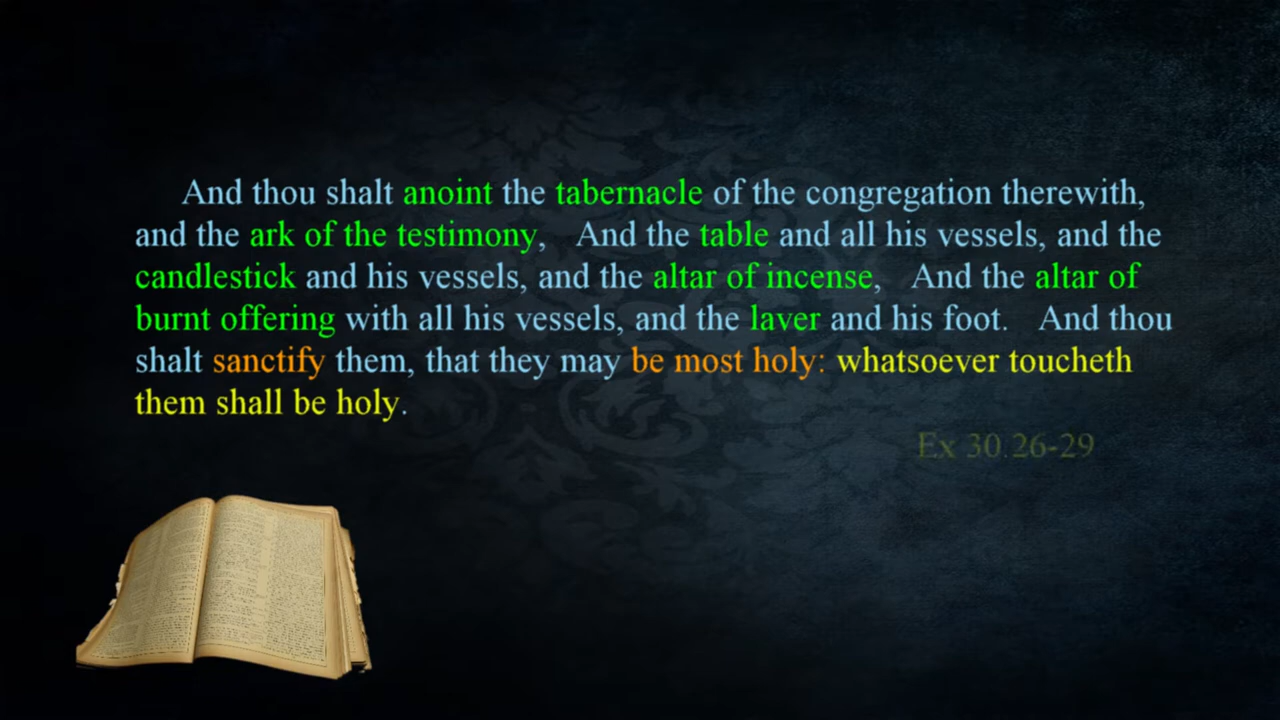 And thou shalt anoint the tabernacle of the congregation therewith,
and the ark of the testimony, And the table and all his vessels, and the
candlestick and his vessels, and the altar of incense, And the altar of
burnt offering with all his vessels, and the laver and his foot. And thou
shalt sanctify them, that they may be most holy: whatsoever toucheth
them shall be holy.
Ex 30.26-29